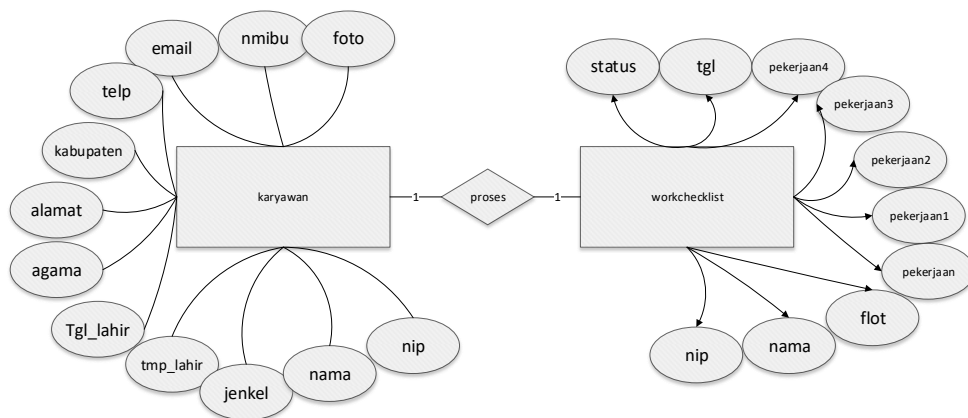 email
nmibu
foto
telp
kabupaten
alamat
agama
Tgl_lahir
tmp_lahir
jenkel
nama
nip
karyawan
1
proses
1
workchecklist
status
tgl
pekerjaan4
pekerjaan3
pekerjaan2
pekerjaan1
pekerjaan
flot
nama
nip